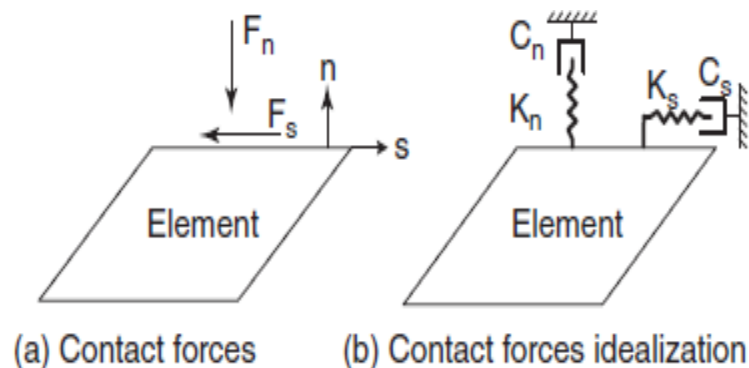 F_n
n
F_s
s
Element
(a) Contact forces
C_n
K_n
K_s
C_s
Element
(b) Contact forces idealization